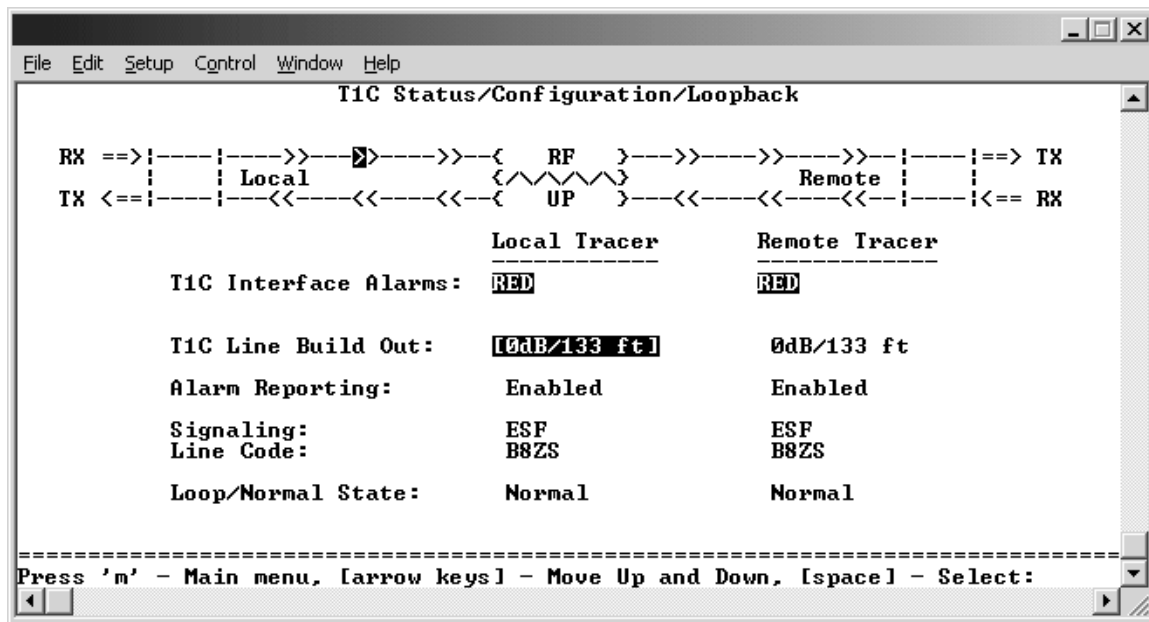 File Edit Setup Control Window Help
T1C Status/Configuration/Loopback
RX ==>¦----¦---->>---->>---->>--{ RF }--->>---->>---->>--¦----¦==> TX
¦ ¦ Local {/\/\/\/\} Remote ¦ ¦
TX <==¦----¦---<<----<<----<<--{ UP }---<<----<<----<<--¦----¦<== RX
Local Tracer Remote Tracer
------------ -------------
T1C Interface Alarms: RED RED
T1C Line Build Out: [0dB/133 ft] 0dB/133 ft
Alarm Reporting: Enabled Enabled
Signaling: ESF ESF
Line Code: B8ZS B8ZS
Loop/Normal State: Normal Normal
===============================================================================
Press 'm' - Main menu, [arrow keys] - Move Up and Down, [space] - Select: